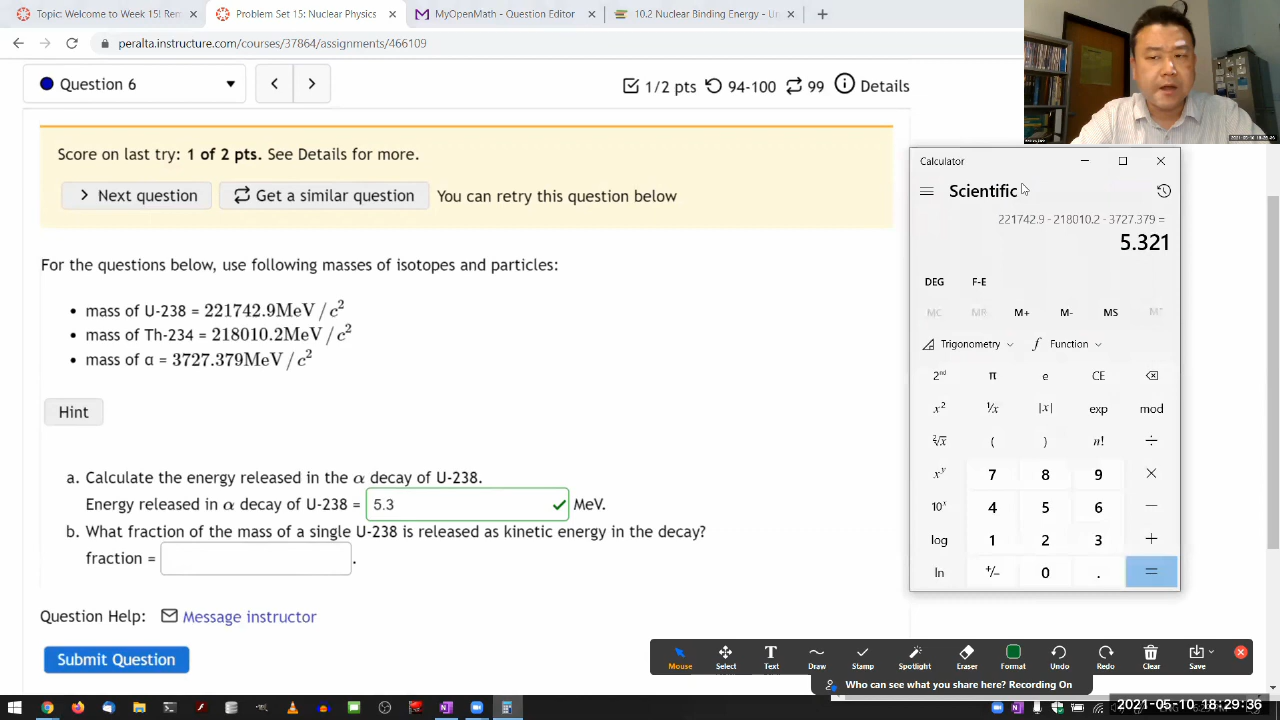 Topic: Welcome to Week 15! Rec
Problem Set 15: Nuclear Physics
MyOpenMath - Question Editor
10.2 Nuclear Binding Energy - Un
peralta.instructure.com/courses/37864/assignments/466109
Question 6
1/2 pts 94-100 99 Details
Score on last try: 1 of 2 pts. See Details for more.
Next question
Get a similar question
You can retry this question below
For the questions below, use following masses of isotopes and particles:
• mass of U-238 = 221742.9MeV/c²
• mass of Th-234 = 218010.2MeV/c²
• mass of α = 3727.379MeV/c²
Hint
a. Calculate the energy released in the α decay of U-238.
Energy released in α decay of U-238 = 5.3 MeV.
b. What fraction of the mass of a single U-238 is released as kinetic energy in the decay?
fraction = .
Question Help: Message instructor
Submit Question
Calculator
Scientific
221742.9 - 218010.2 - 3727.379 =
5.321
DEG F-E
MC MR M+ M- MS M˅
Trigonometry Function
2ⁿᵈ π e CE
x² ¹/x |x| exp mod
²√x ( ) n! ÷
xʸ 7 8 9 ×
10ˣ 4 5 6 −
log 1 2 3 +
ln +/− 0 . =
Mouse Select Text Draw Stamp Spotlight Eraser Format Undo Redo Clear Save
Who can see what you share here? Recording On
2021-05-10 18:29:36